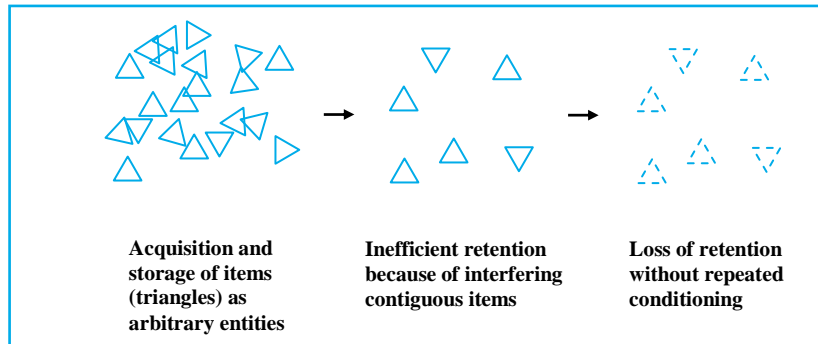 Acquisition and
storage of items
(triangles) as
arbitrary entities
Inefficient retention
because of interfering
contiguous items
Loss of retention
without repeated
conditioning